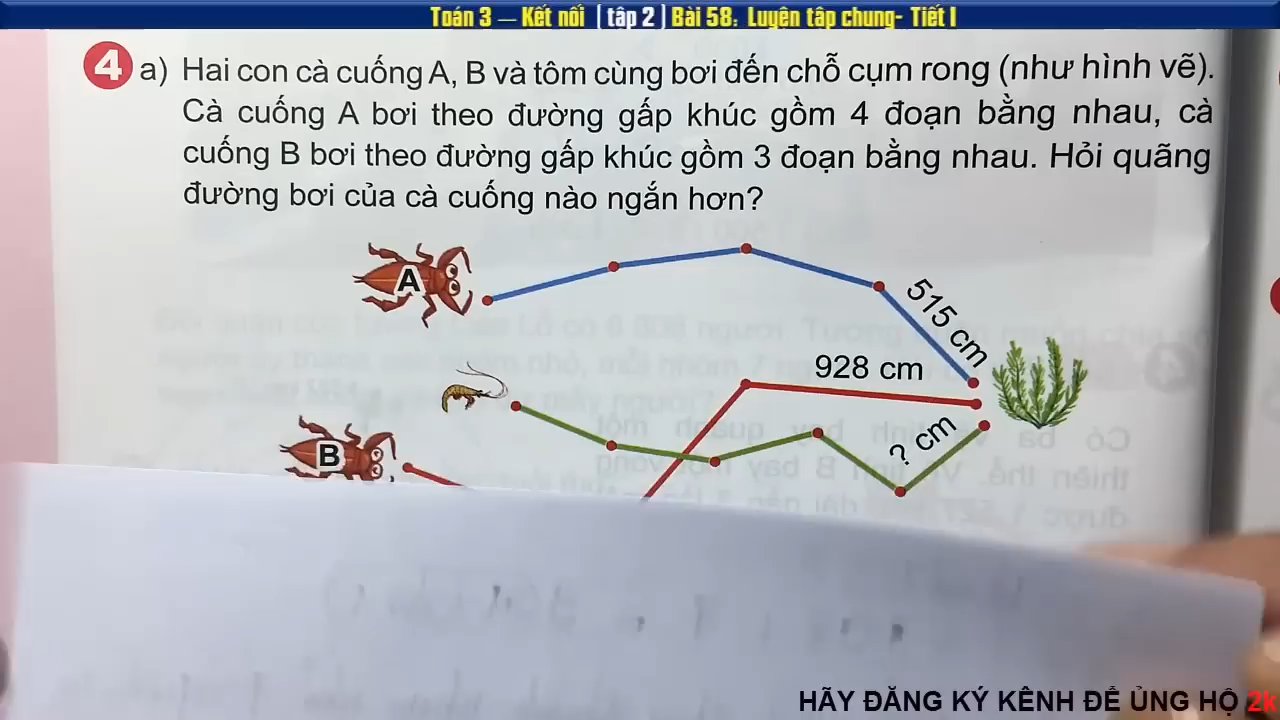 Toán 3 – Kết nối (tập 2) Bài 58: Luyện tập chung- Tiết 1
4 a) Hai con cà cuống A, B và tôm cùng bơi đến chỗ cụm rong (như hình vẽ).
Cà cuống A bơi theo đường gấp khúc gồm 4 đoạn bằng nhau, cà
cuống B bơi theo đường gấp khúc gồm 3 đoạn bằng nhau. Hỏi quãng
đường bơi của cà cuống nào ngắn hơn?
A
515 cm
928 cm
? cm
B
HÃY ĐĂNG KÝ KÊNH ĐỂ ỦNG HỘ 2k